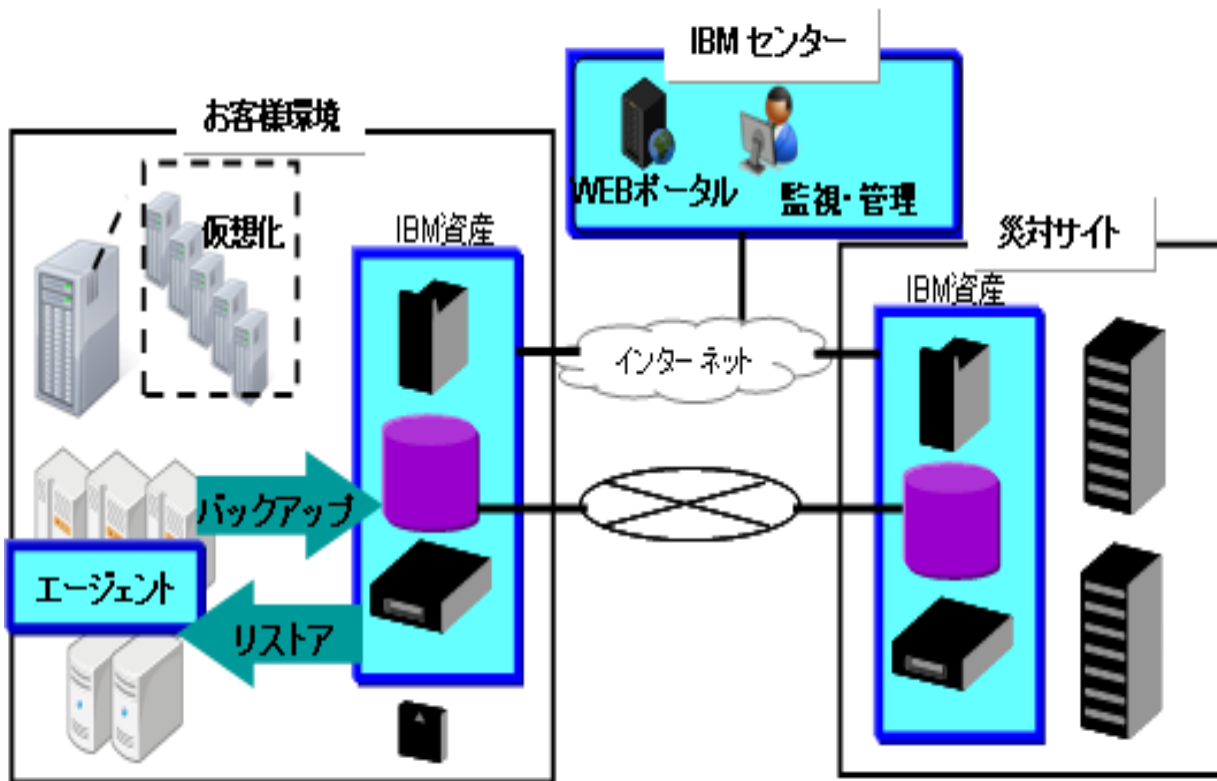 IBM センター
WEBポータル
監視・管理
お客様環境
仮想化
IBM資産
災対サイト
IBM資産
インターネット
バックアップ
エージェント
リストア